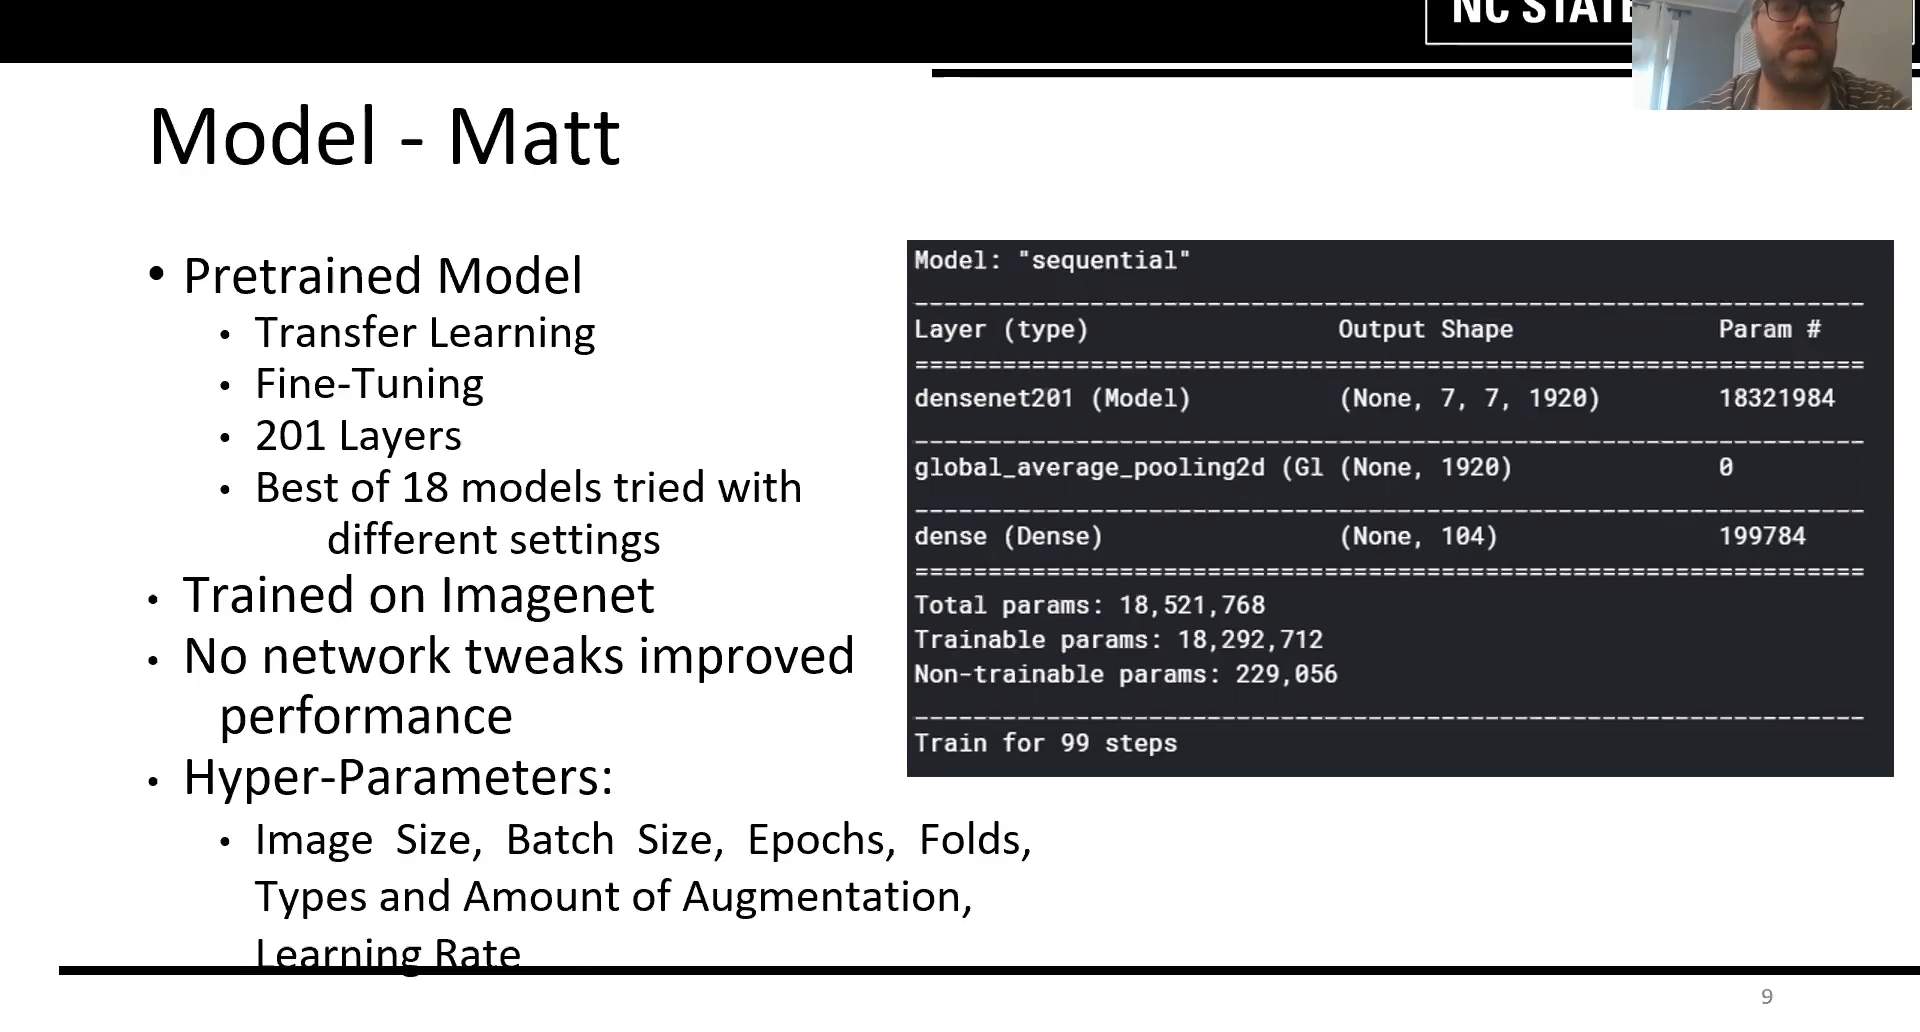 NC STATE
Model - Matt
• Pretrained Model
• Transfer Learning
• Fine-Tuning
• 201 Layers
• Best of 18 models tried with
different settings
• Trained on Imagenet
• No network tweaks improved
performance
• Hyper-Parameters:
• Image Size, Batch Size, Epochs, Folds,
Types and Amount of Augmentation,
Learning Rate
Model: "sequential"
Layer (type) Output Shape Param #
densenet201 (Model) (None, 7, 7, 1920) 18321984
global_average_pooling2d (Gl (None, 1920) 0
dense (Dense) (None, 104) 199784
Total params: 18,521,768
Trainable params: 18,292,712
Non-trainable params: 229,056
Train for 99 steps
9